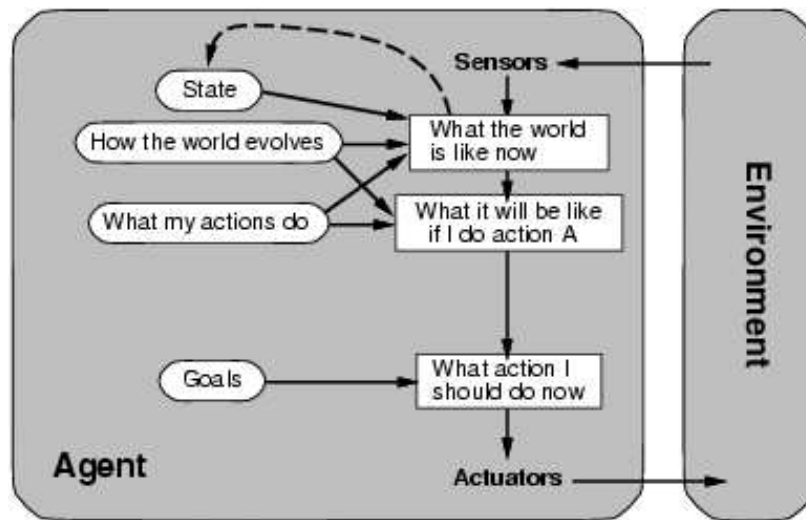 Sensors
State
What the world
is like now
How the world evolves
What it will be like
if I do action A
What my actions do
What action I
should do now
Goals
Agent
Actuators
Environment